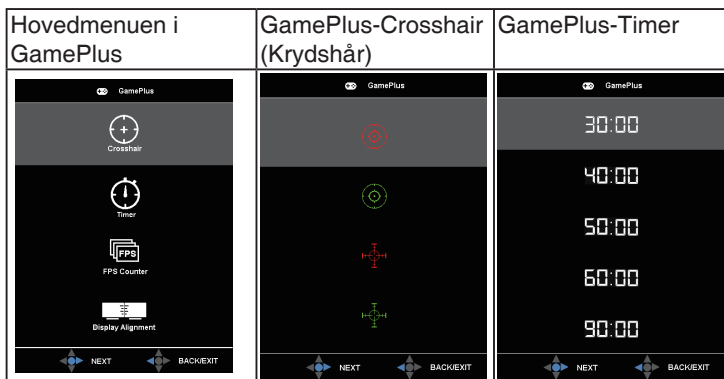 Hovedmenuen i
GamePlus
GamePlus-Crosshair
(Krydshår)
GamePlus-Timer
GamePlus
Crosshair
Timer
FPS
FPS Counter
Display Alignment
NEXT BACK/EXIT
GamePlus
NEXT BACK/EXIT
GamePlus
30:00
40:00
50:00
60:00
90:00
NEXT BACK/EXIT